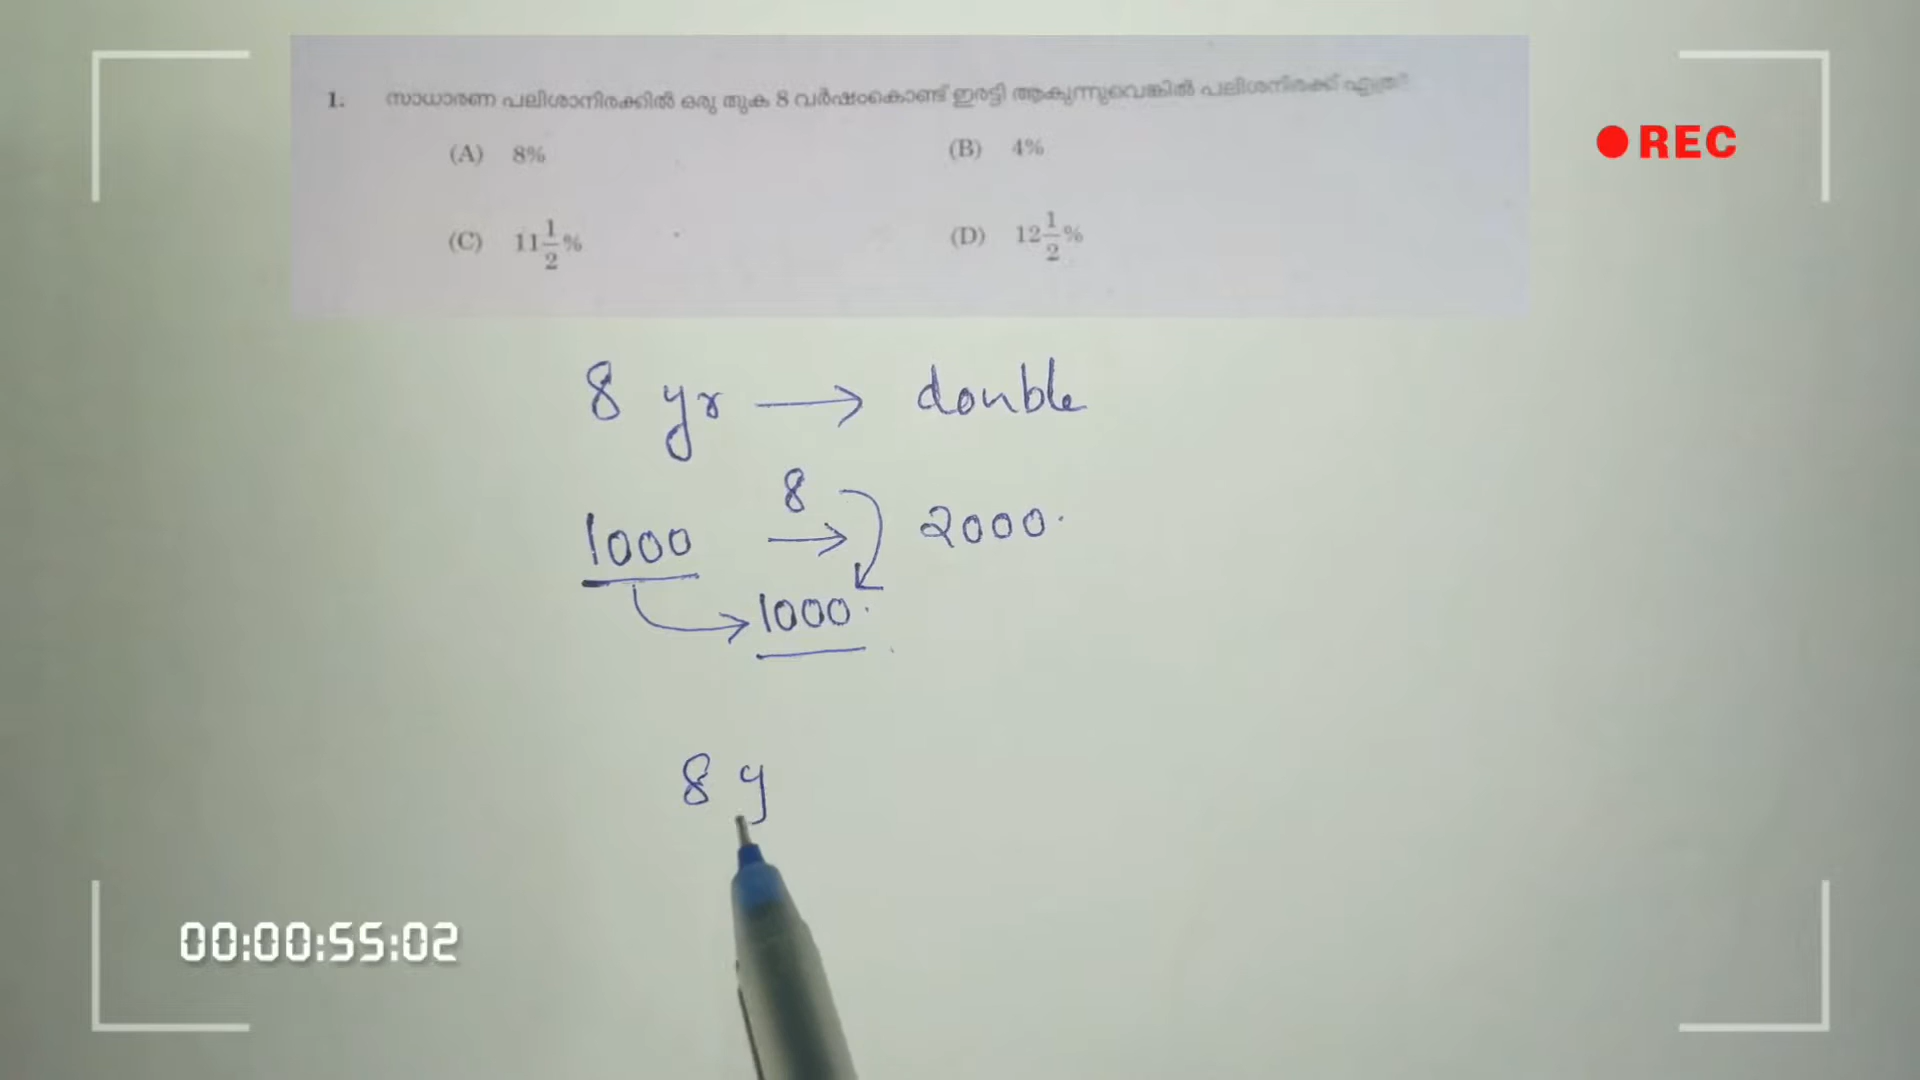 1. സാധാരണ പലിശാനിരക്കിൽ ഒരു തുക 8 വർഷംകൊണ്ട് ഇരട്ടി ആകുന്നുവെങ്കിൽ പലിശനിരക്ക് എത്ര?
(A) 8% (B) 4%
(C) 11 1/2 % (D) 12 1/2 %
REC
8 yr → double
8
1000 → 2000.
→ 1000.
8 y
00:00:55:02